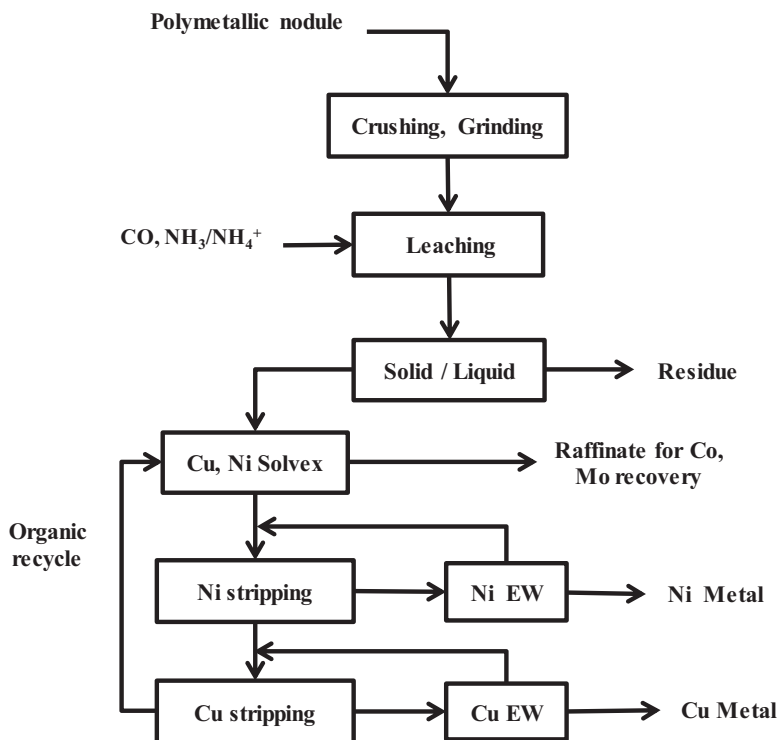 Polymetallic nodule
Crushing, Grinding
CO, NH₃/NH₄⁺
Leaching
Solid / Liquid
Residue
Cu, Ni Solvex
Raffinate for Co,
Mo recovery
Organic
recycle
Ni stripping
Ni EW
Ni Metal
Cu stripping
Cu EW
Cu Metal